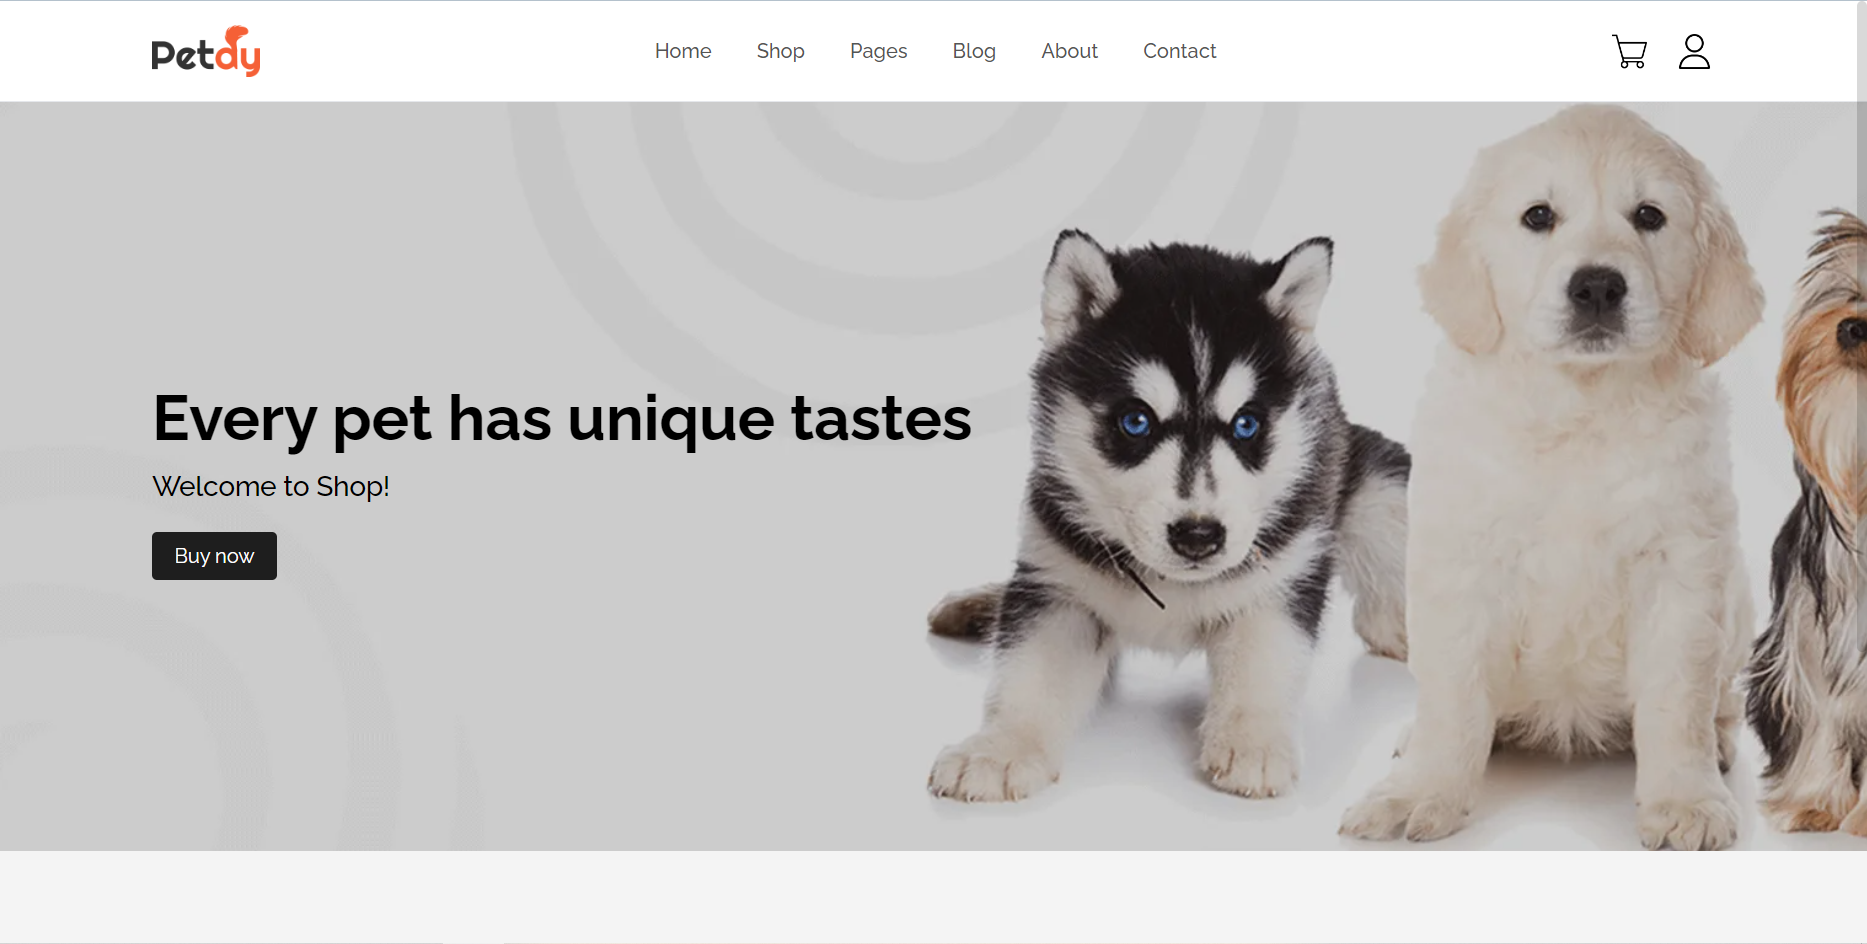 Petdy
Home Shop Pages Blog About Contact
Every pet has unique tastes
Welcome to Shop!
Buy now